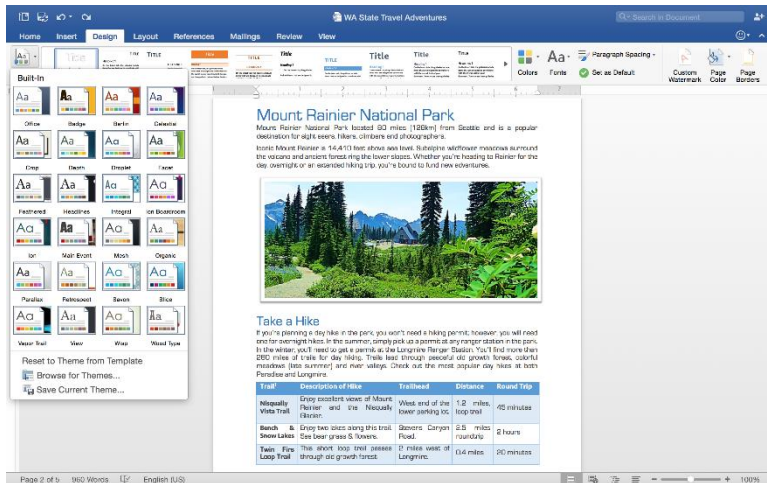 WA State Travel Adventures
Search in Document
Home Insert Design Layout References Mailings Review View
Aa
Title TITLE Title TITLE Title Title
Colors Fonts
Paragraph Spacing
Set as Default
Custom Watermark
Page Color
Page Borders
Built-In
Office Badge Berlin Celestial
Crop Depth Droplet Facet
Feathered Headlines Integral Ion Boardroom
Ion Main Event Mesh Organic
Parallax Retrospect Savon Slice
Vapor Trail View Wisp Wood Type
Reset to Theme from Template
Browse for Themes...
Save Current Theme...
Mount Rainier National Park
Mount Rainier National Park located 80 miles [128km] from Seattle and is a popular
destination for sight seers, hikers, climbers and photographers.
Iconic Mount Rainier is 14,410 feet above sea level. Subalpine wildflower meadows surround
the volcano and ancient forest ring the lower slopes. Whether you're heading to Rainier for the
day, overnight or an extended hiking trip, you're bound to fund new adventures.
Take a Hike
If you're planning a day hike in the park, you won't need a hiking permit; however, you will need
one for overnight hikes. In the summer, simply pick up a permit at any ranger station in the park.
In the winter, you'll need to get a permit at the Longmire Ranger Station. You'll find more than
260 miles of trails for day hiking. Trails lead through peaceful old growth forest, colorful
meadows (late summer) and river valleys. Check out the most popular day hikes at both
Paradise and Longmire.
Trail¹ Description of Hike Trailhead Distance Round Trip
Nisqually Vista Trail
Enjoy excellent views of Mount Rainier and the Nisqually Glacier.
West end of the lower parking lot.
1.2 miles, loop trail
45 minutes
Bench & Snow Lakes
Enjoy two lakes along this trail. See bear grass & flowers.
Stevens Canyon Road.
2.5 miles roundtrip
2 hours
Twin Firs Loop Trail
This short loop trail passes through old growth forest.
2 miles west of Longmire.
0.4 miles
20 minutes
Page 2 of 5 960 Words English (US)
100%